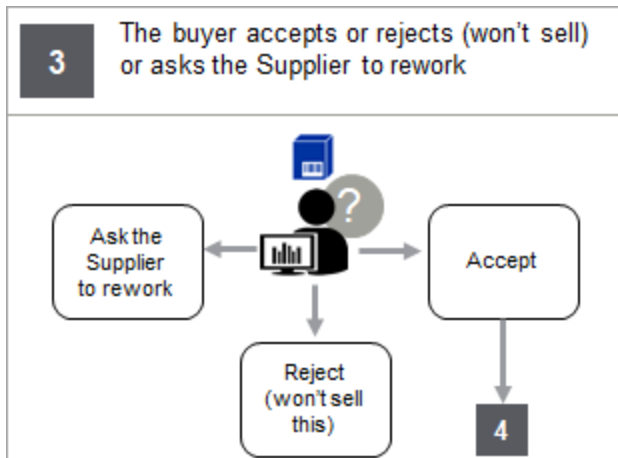 3
The buyer accepts or rejects (won't sell)
or asks the Supplier to rework
?
Ask the
Supplier
to rework
Accept
Reject
(won't sell
this)
4